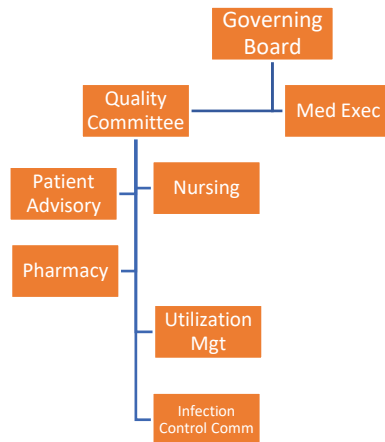 Governing
Board
Quality
Committee
Med Exec
Patient
Advisory
Nursing
Pharmacy
Utilization
Mgt
Infection
Control Comm